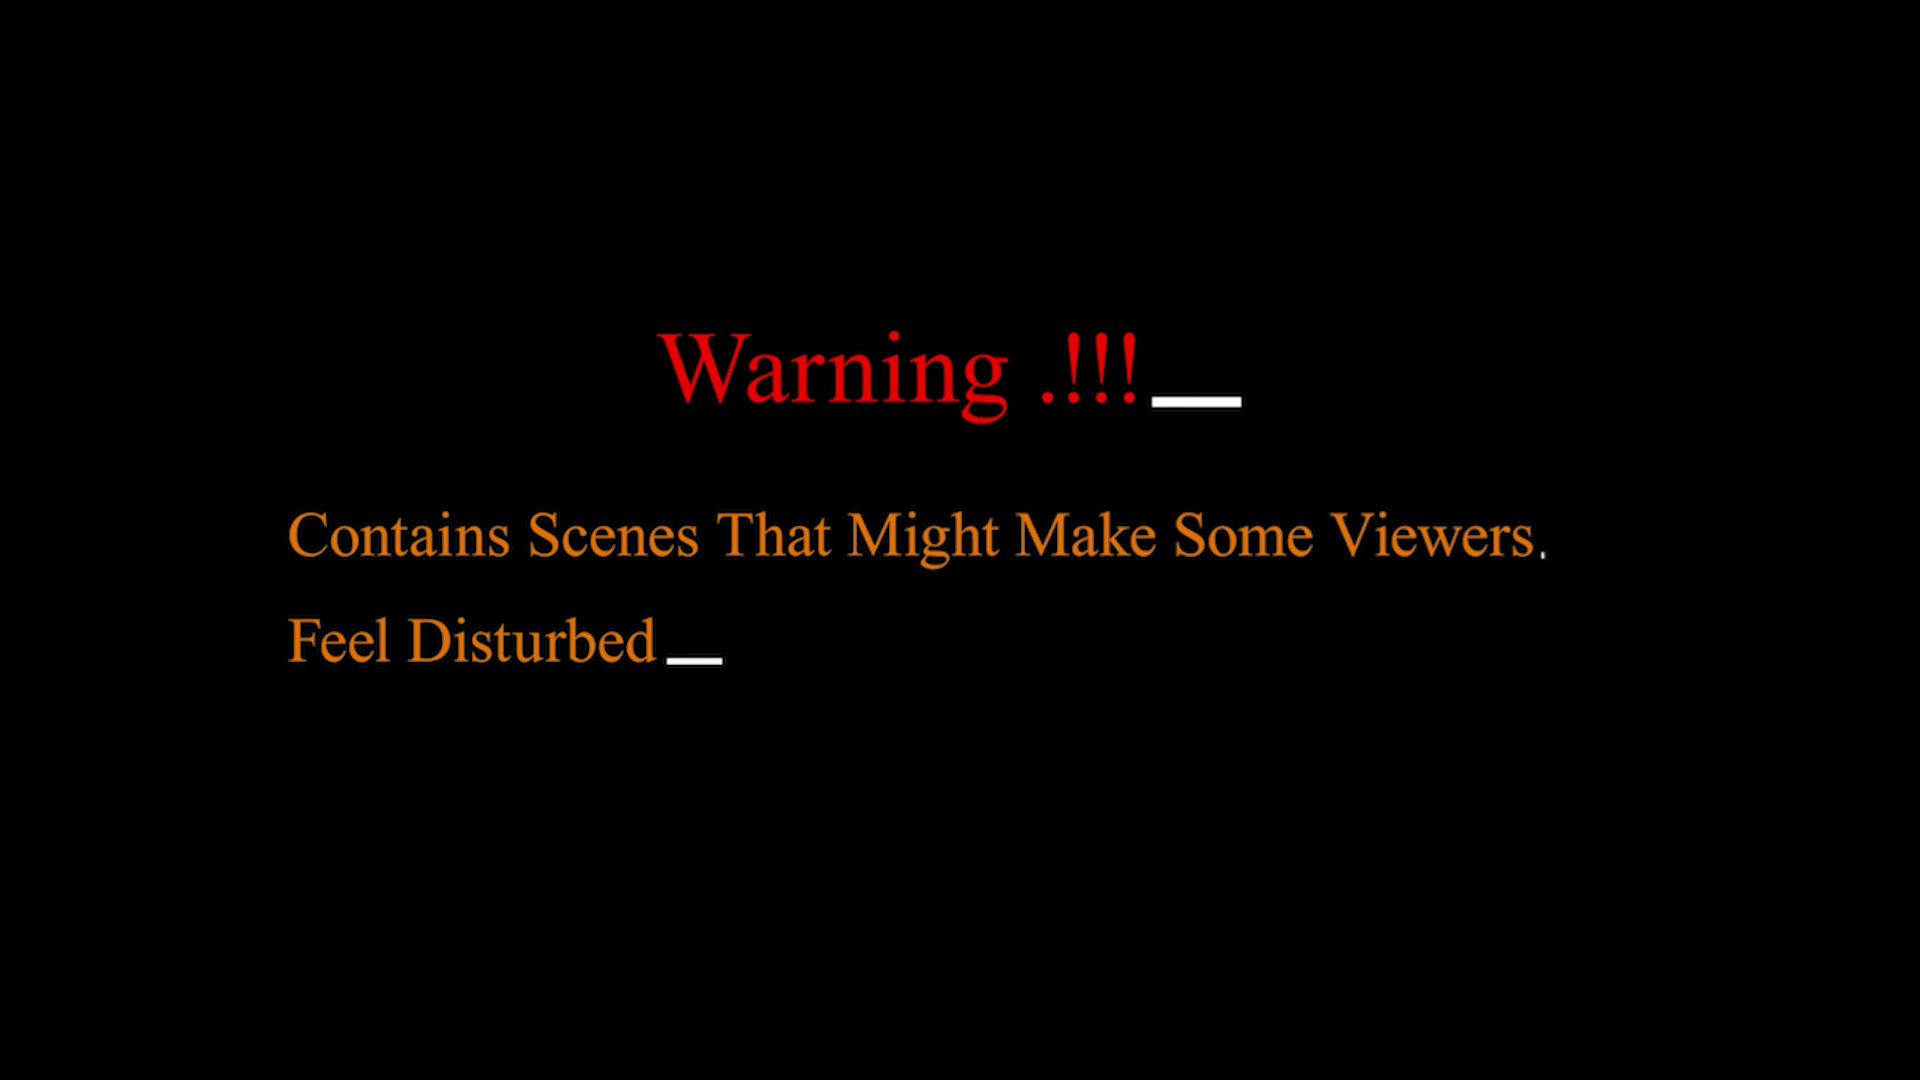 Warning .!!!
Contains Scenes That Might Make Some Viewers.
Feel Disturbed